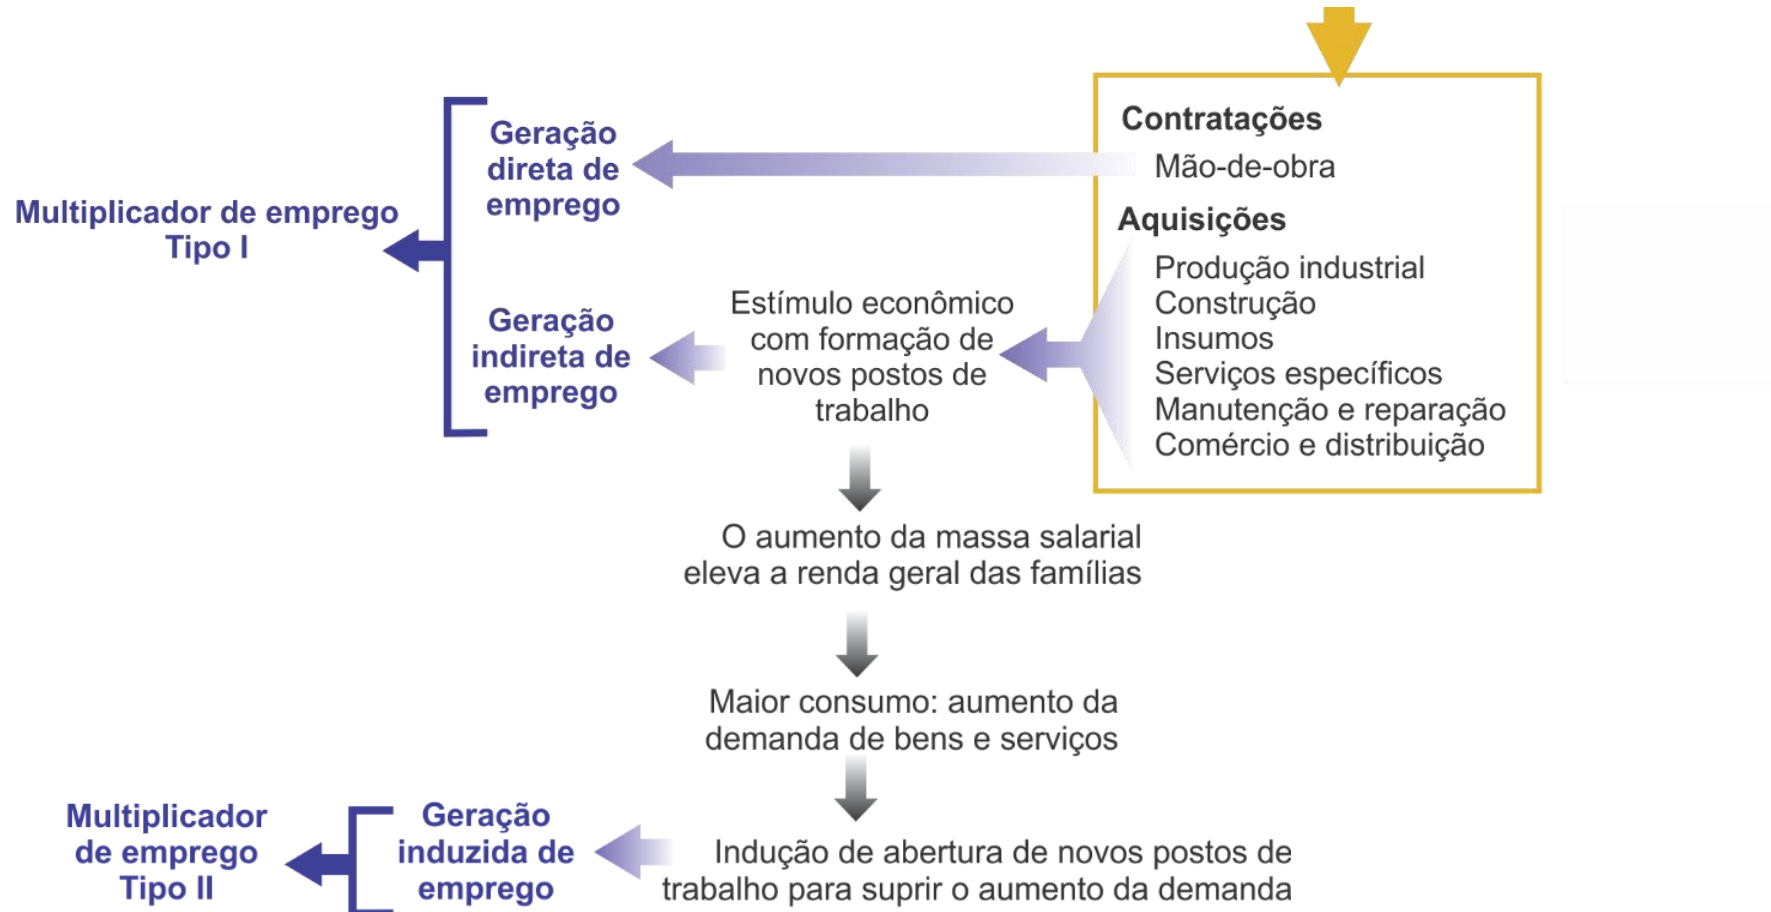 Contratações
Mão-de-obra
Aquisições
Produção industrial
Construção
Insumos
Serviços específicos
Manutenção e reparação
Comércio e distribuição
Geração
direta de
emprego
Multiplicador de emprego
Tipo I
Geração
indireta de
emprego
Estímulo econômico
com formação de
novos postos de
trabalho
O aumento da massa salarial
eleva a renda geral das famílias
Maior consumo: aumento da
demanda de bens e serviços
Indução de abertura de novos postos de
trabalho para suprir o aumento da demanda
Geração
induzida de
emprego
Multiplicador
de emprego
Tipo II